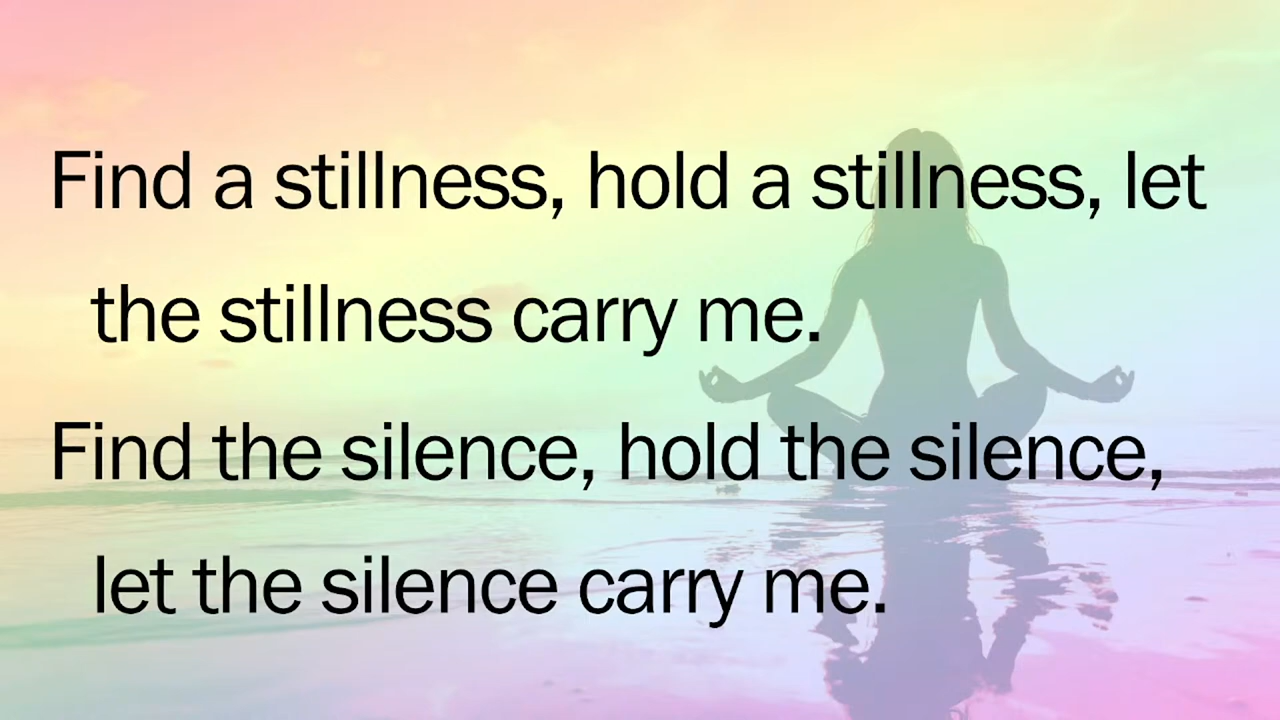 Find a stillness, hold a stillness, let
the stillness carry me.
Find the silence, hold the silence,
let the silence carry me.